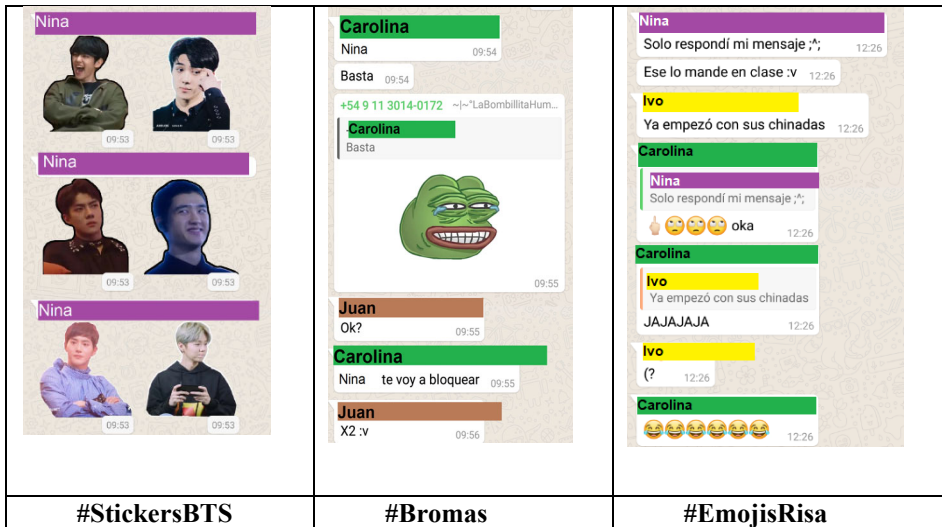 Nina
09:53
09:53
Nina
09:53
09:53
Nina
09:53
09:53
#StickersBTS
Carolina
Nina 09:54
Basta 09:54
+54 9 11 3014-0172 ~|~"LaBombillitaHum...
Carolina
Basta
09:55
Juan
Ok? 09:55
Carolina
Nina te voy a bloquear 09:55
Juan
X2 :v 09:56
#Bromas
Nina
Solo respondí mi mensaje ;^; 12:26
Ese lo mande en clase :v 12:26
Ivo
Ya empezó con sus chinadas 12:26
Carolina
Nina
Solo respondí mi mensaje ;^;
🖕🏻🙄🙄🙄 oka 12:26
Carolina
Ivo
Ya empezó con sus chinadas
JAJAJAJA 12:26
Ivo
(? 12:26
Carolina
😂😂😂😂😂😂 12:26
#EmojisRisa